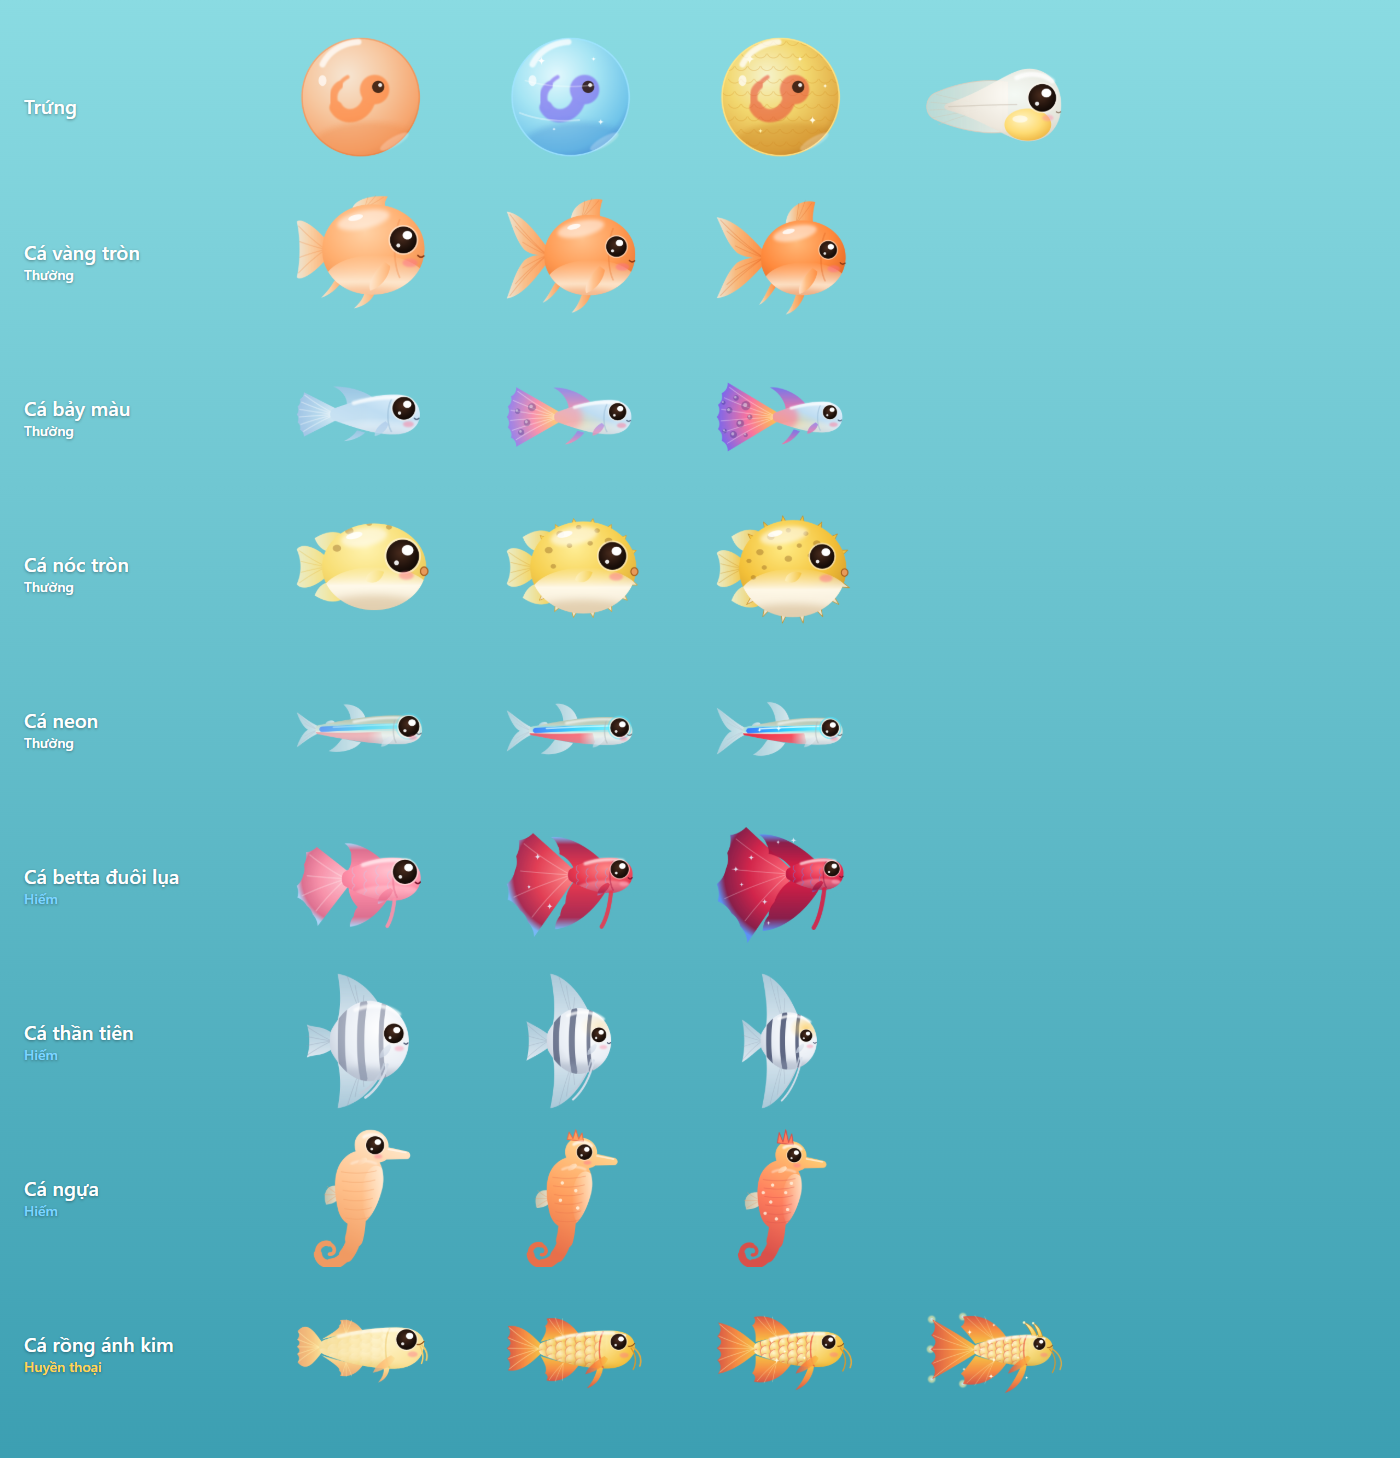 Trứng
Cá vàng tròn
Thường
Cá bảy màu
Thường
Cá nóc tròn
Thường
Cá neon
Thường
Cá betta đuôi lụa
Hiếm
Cá thần tiên
Hiếm
Cá ngựa
Hiếm
Cá rồng ánh kim
Huyền thoại